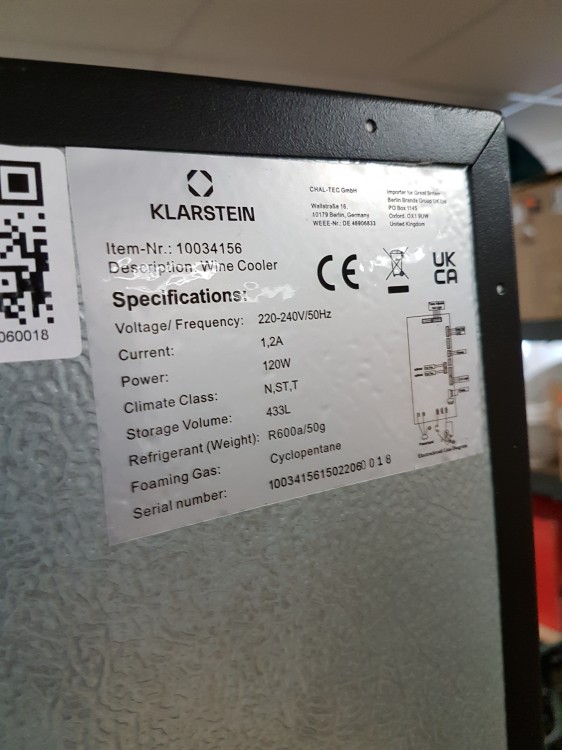 KLARSTEIN
CHAL-TEC GmbH
Wallstraße 16,
10179 Berlin, Germany
WEEE-Nr.: DE 46906833
Importer for Great Britain:
Berlin Brands Group UK Ltd
PO Box 1145
Oxford, OX1 9UW
United Kingdom
Item-Nr.: 10034156
Description: Wine Cooler
CE
UK
CA
Specifications:
Voltage/ Frequency: 220-240V/50Hz
Current: 1,2A
Power: 120W
Climate Class: N,ST,T
Storage Volume: 433L
Refrigerant (Weight): R600a/50g
Foaming Gas: Cyclopentane
Serial number: 1003415615022060 0 1 8
060018